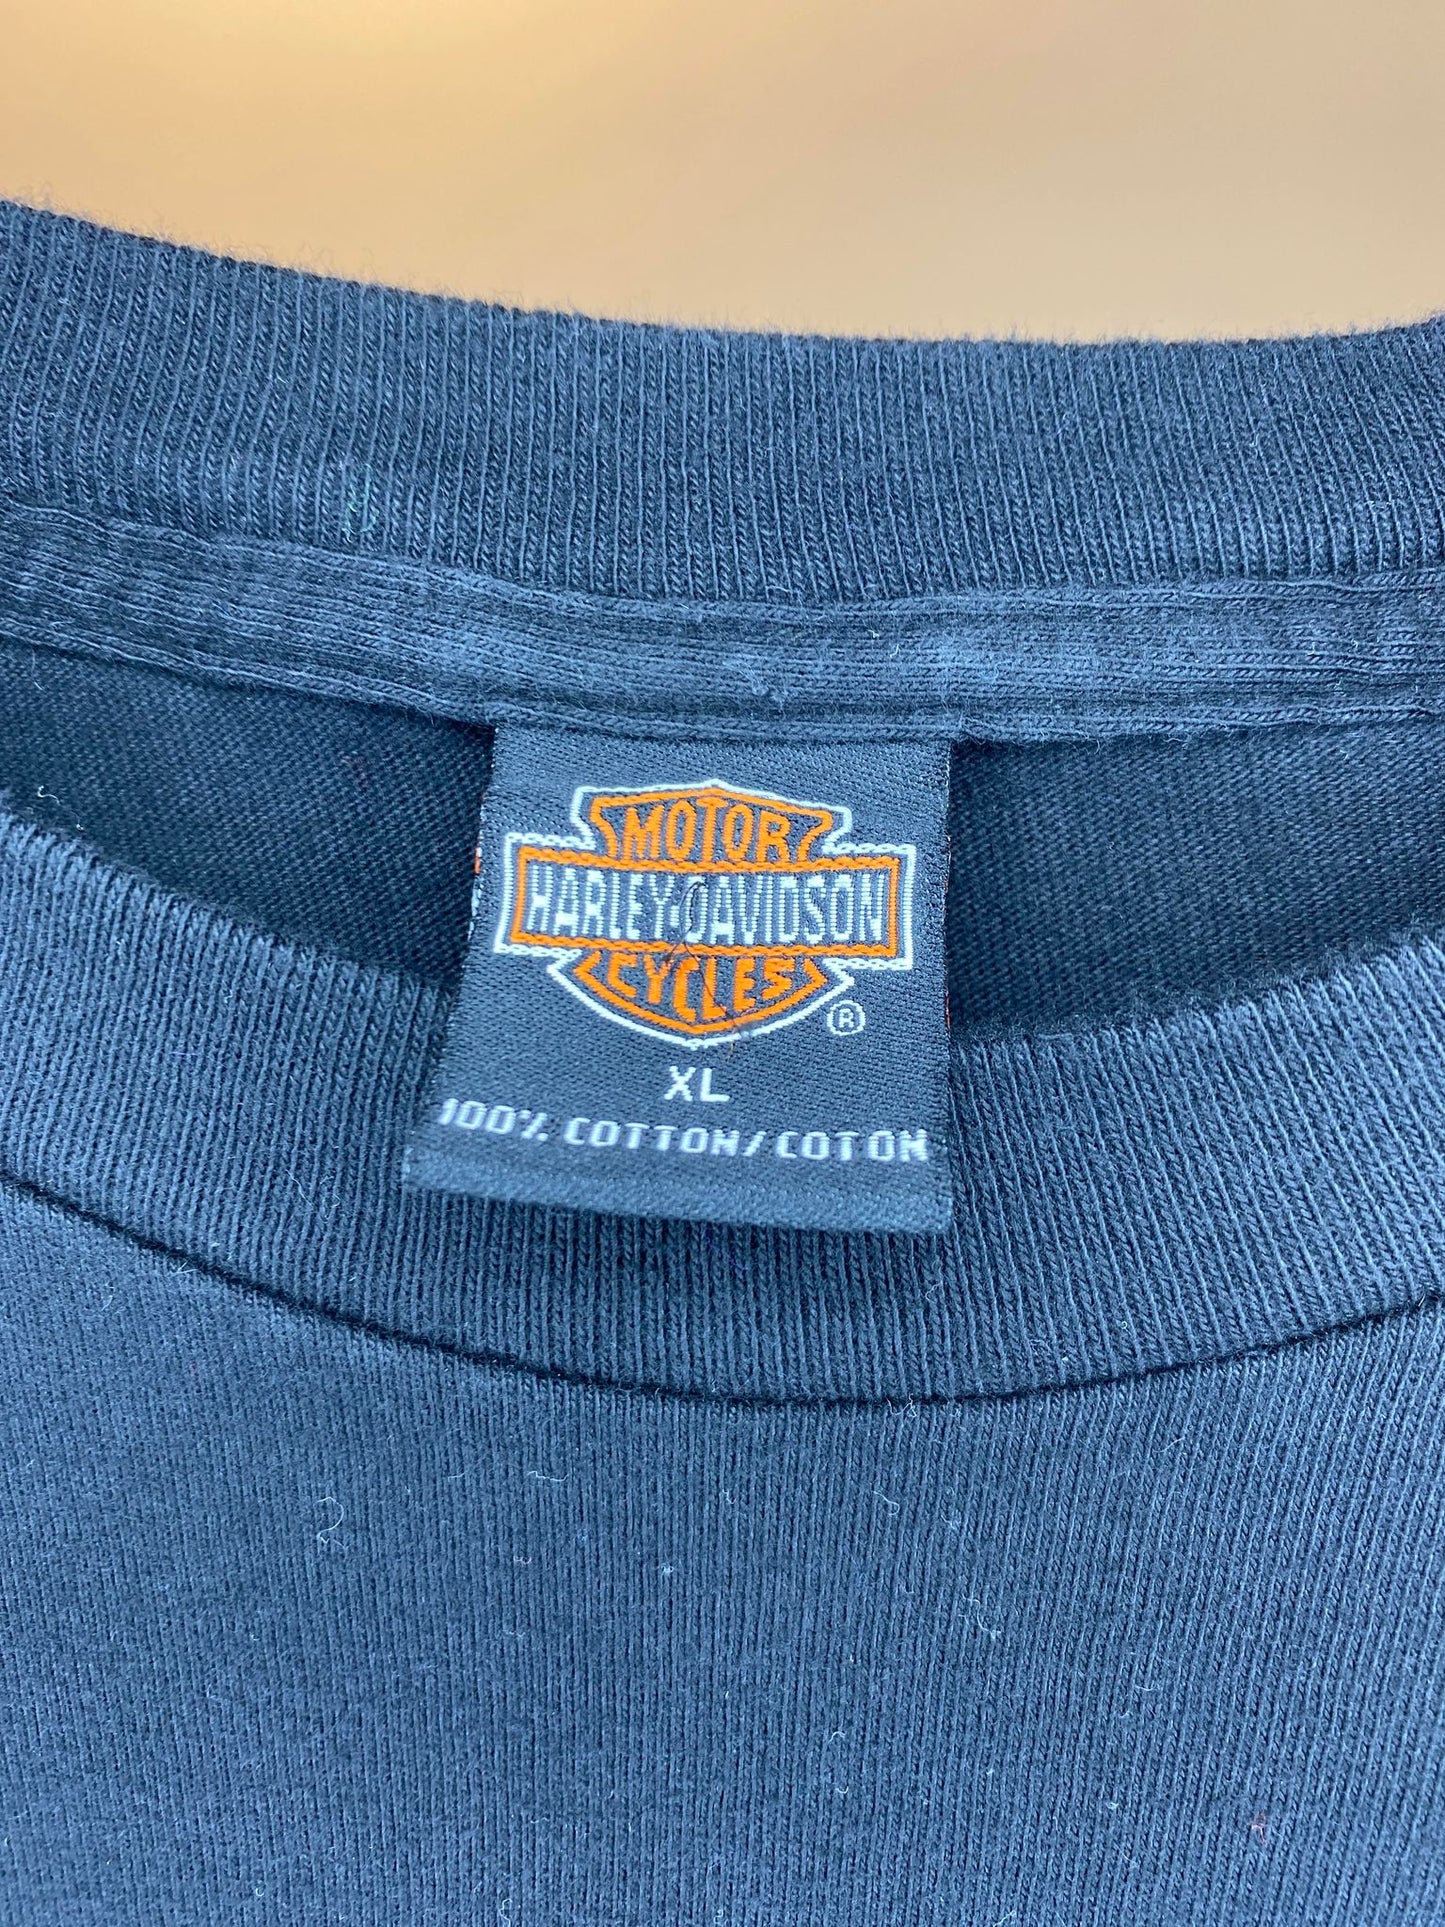 MOTOR
HARLEY-DAVIDSON
CYCLES
®
XL
100% COTTON/COTON